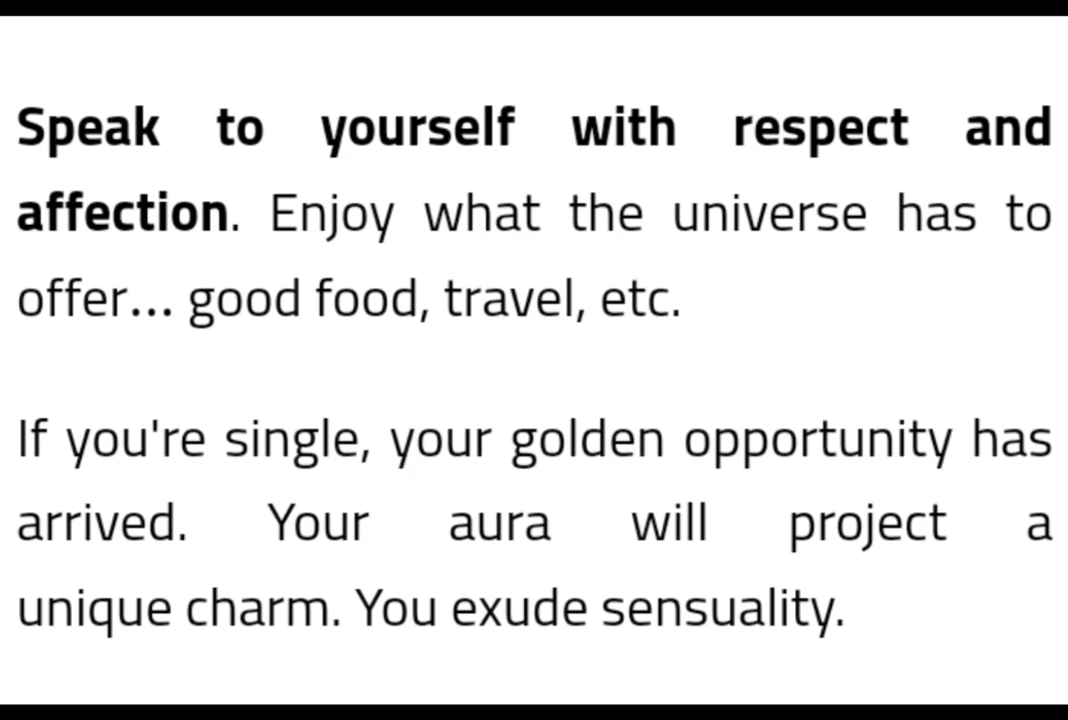 Speak to yourself with respect and
affection. Enjoy what the universe has to
offer... good food, travel, etc.
If you're single, your golden opportunity has
arrived. Your aura will project a
unique charm. You exude sensuality.